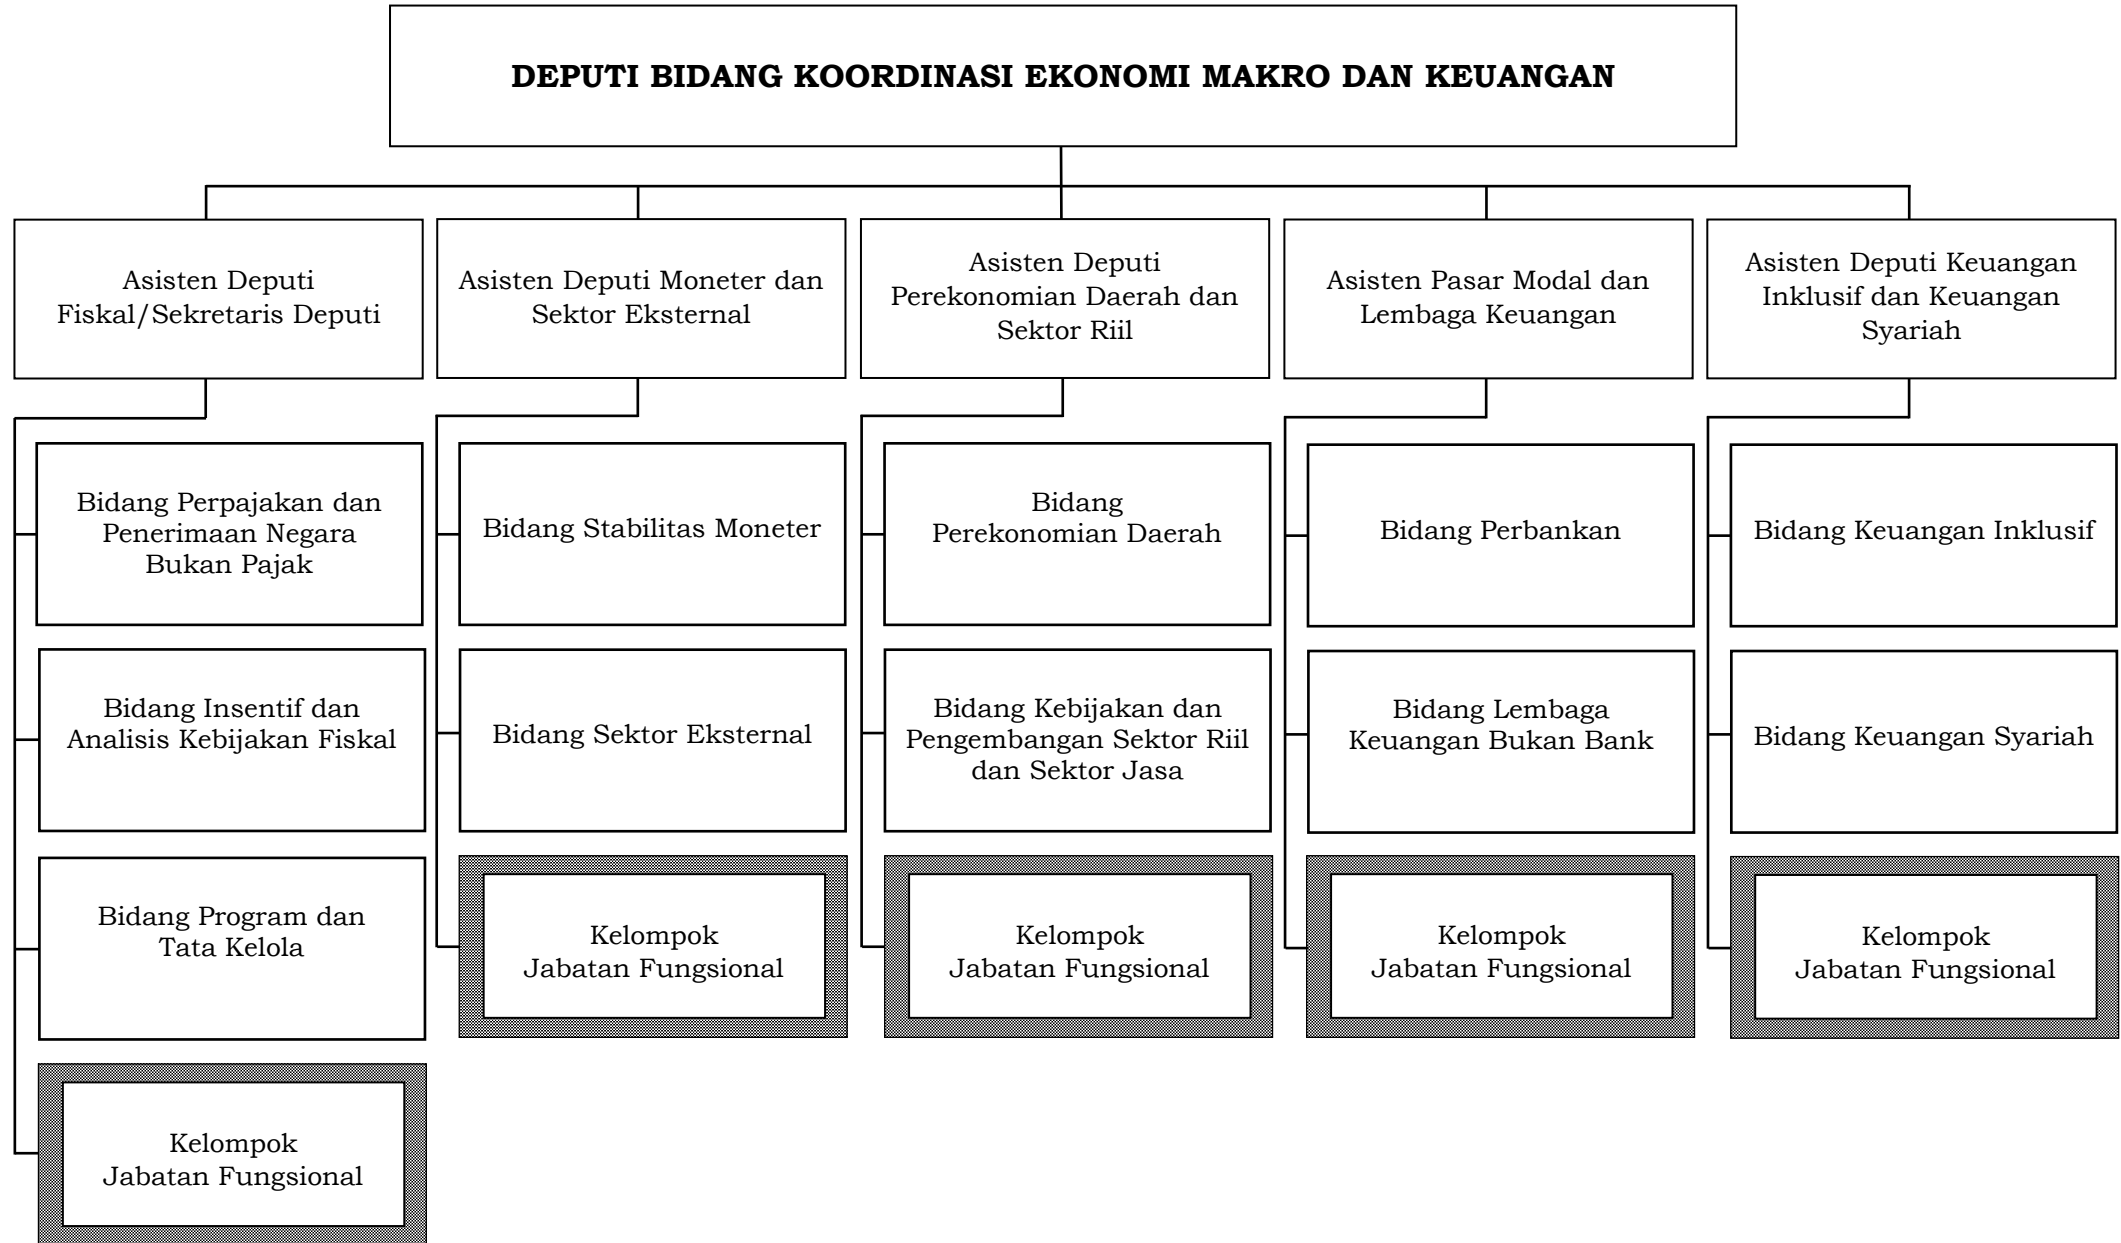 DEPUTI BIDANG KOORDINASI EKONOMI MAKRO DAN KEUANGAN
Asisten Deputi
Fiskal/Sekretaris Deputi
Asisten Deputi Moneter dan
Sektor Eksternal
Asisten Deputi
Perekonomian Daerah dan
Sektor Riil
Asisten Pasar Modal dan
Lembaga Keuangan
Asisten Deputi Keuangan
Inklusif dan Keuangan
Syariah
Bidang Perpajakan dan
Penerimaan Negara
Bukan Pajak
Bidang Stabilitas Moneter
Bidang
Perekonomian Daerah
Bidang Perbankan
Bidang Keuangan Inklusif
Bidang Insentif dan
Analisis Kebijakan Fiskal
Bidang Sektor Eksternal
Bidang Kebijakan dan
Pengembangan Sektor Riil
dan Sektor Jasa
Bidang Lembaga
Keuangan Bukan Bank
Bidang Keuangan Syariah
Bidang Program dan
Tata Kelola
Kelompok
Jabatan Fungsional
Kelompok
Jabatan Fungsional
Kelompok
Jabatan Fungsional
Kelompok
Jabatan Fungsional
Kelompok
Jabatan Fungsional